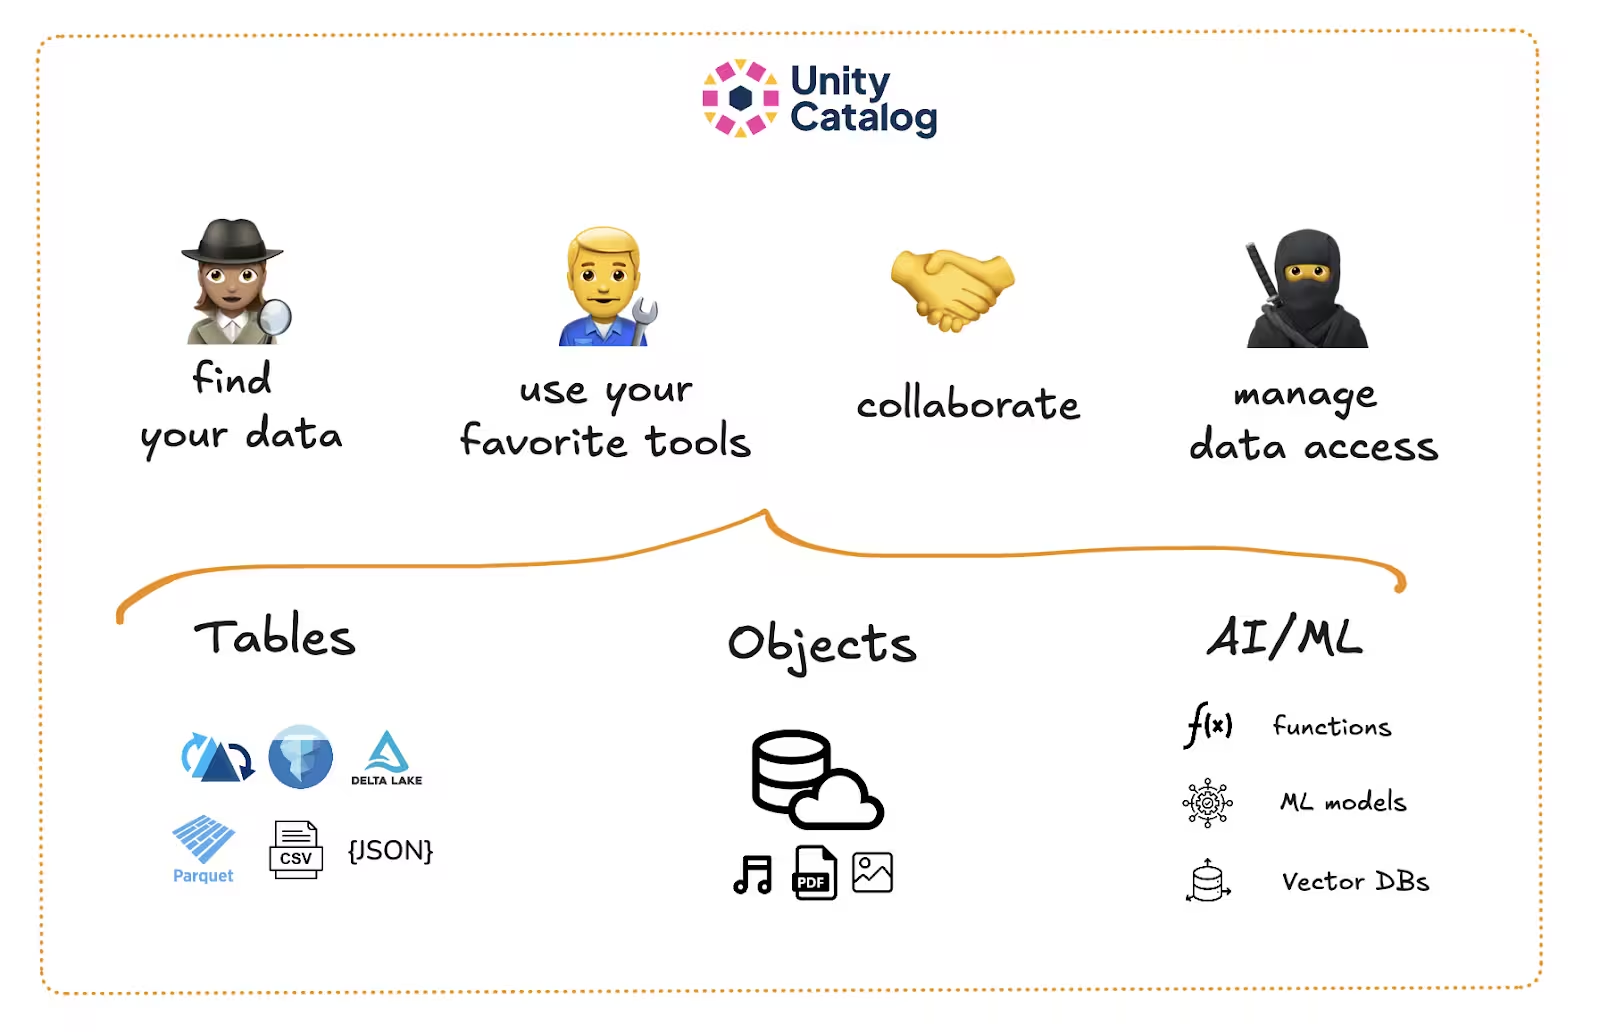 Unity
Catalog
find
your data
use your
favorite tools
collaborate
manage
data access
Tables
Objects
AI/ML
DELTA LAKE
Parquet
CSV
{JSON}
PDF
f(x)
functions
ML models
Vector DBs